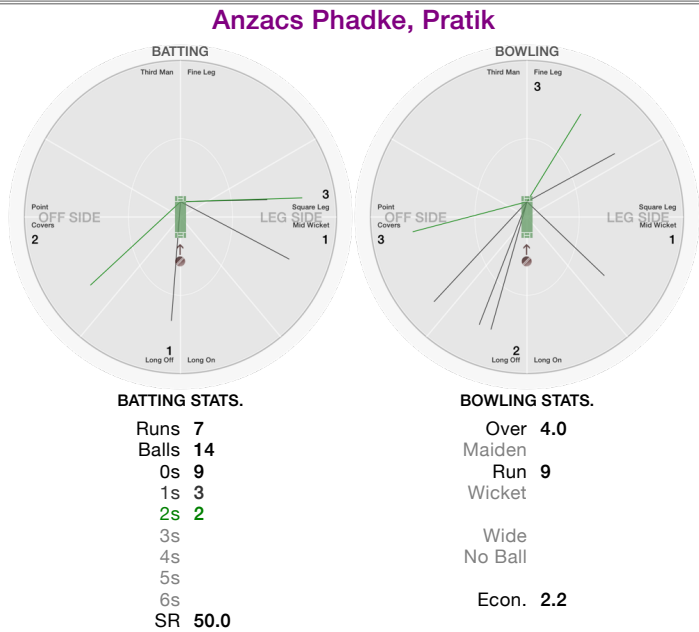 Anzacs Phadke, Pratik
BATTING
Third Man Fine Leg
3
Point Square Leg
OFF SIDE LEG SIDE
Covers Mid Wicket
2 1
1
Long Off Long On
BATTING STATS.
Runs 7
Balls 14
0s 9
1s 3
2s 2
3s
4s
5s
6s
SR 50.0
BOWLING
Third Man Fine Leg
3
Point Square Leg
OFF SIDE LEG SIDE
Covers Mid Wicket
3 1
2
Long Off Long On
BOWLING STATS.
Over 4.0
Maiden
Run 9
Wicket
Wide
No Ball
Econ. 2.2